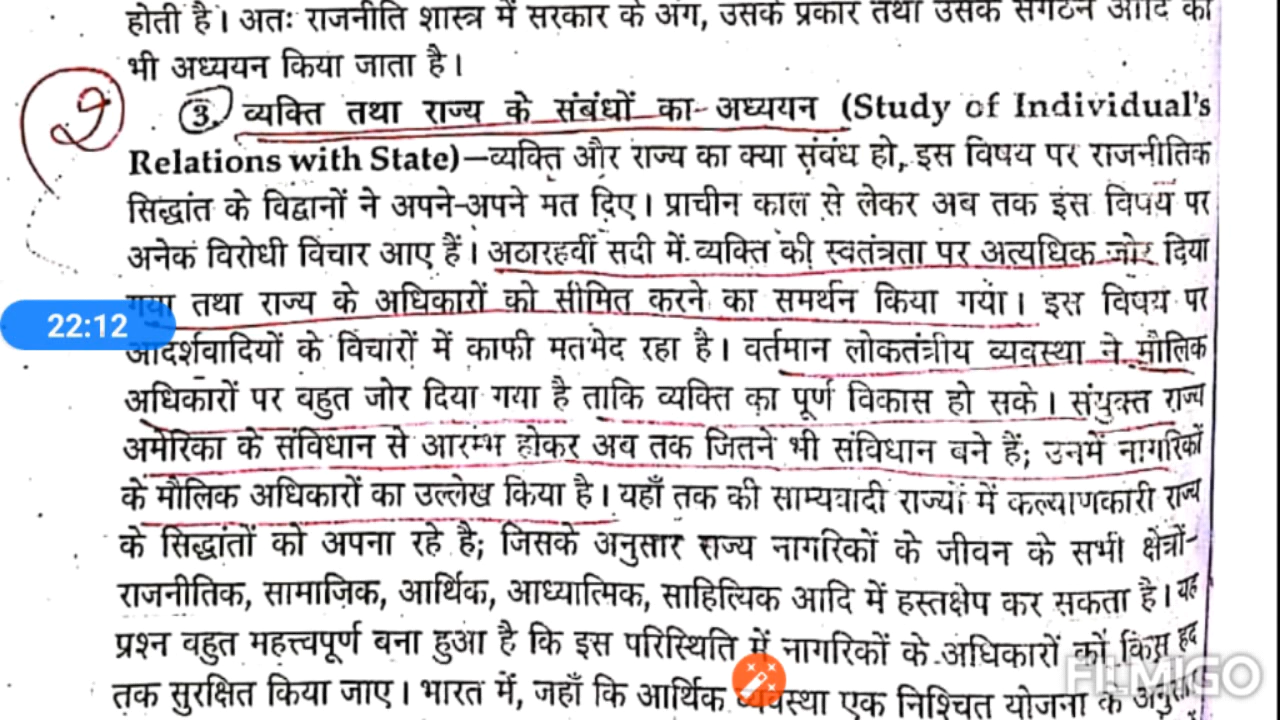 होती है। अतः राजनीति शास्त्र में सरकार के अंग, उसके प्रकार तथा उसके संगठन आदि का
भी अध्ययन किया जाता है।
3. व्यक्ति तथा राज्य के संबंधों का अध्ययन (Study of Individual's
Relations with State)—व्यक्ति और राज्य का क्या संबंध हो, इस विषय पर राजनीतिक
सिद्धांत के विद्वानों ने अपने-अपने मत दिए। प्राचीन काल से लेकर अब तक इस विषय पर
अनेक विरोधी विचार आए हैं। अठारहवीं सदी में व्यक्ति की स्वतंत्रता पर अत्यधिक जोर दिया
गया तथा राज्य के अधिकारों को सीमित करने का समर्थन किया गया। इस विषय पर
22:12
आदर्शवादियों के विचारों में काफी मतभेद रहा है। वर्तमान लोकतंत्रीय व्यवस्था ने मौलिक
अधिकारों पर बहुत जोर दिया गया है ताकि व्यक्ति का पूर्ण विकास हो सके। संयुक्त राज्य
अमेरिका के संविधान से आरम्भ होकर अब तक जितने भी संविधान बने हैं; उनमें नागरिकों
के मौलिक अधिकारों का उल्लेख किया है। यहाँ तक की साम्यवादी राज्यों में कल्याणकारी राज्य
के सिद्धांतों को अपना रहे है; जिसके अनुसार राज्य नागरिकों के जीवन के सभी क्षेत्रों-
राजनीतिक, सामाजिक, आर्थिक, आध्यात्मिक, साहित्यिक आदि में हस्तक्षेप कर सकता है। यह
प्रश्न बहुत महत्त्वपूर्ण बना हुआ है कि इस परिस्थिति में नागरिकों के अधिकारों को किस हद
तक सुरक्षित किया जाए। भारत में, जहाँ कि आर्थिक व्यवस्था एक निश्चित योजना के
FILMIGO